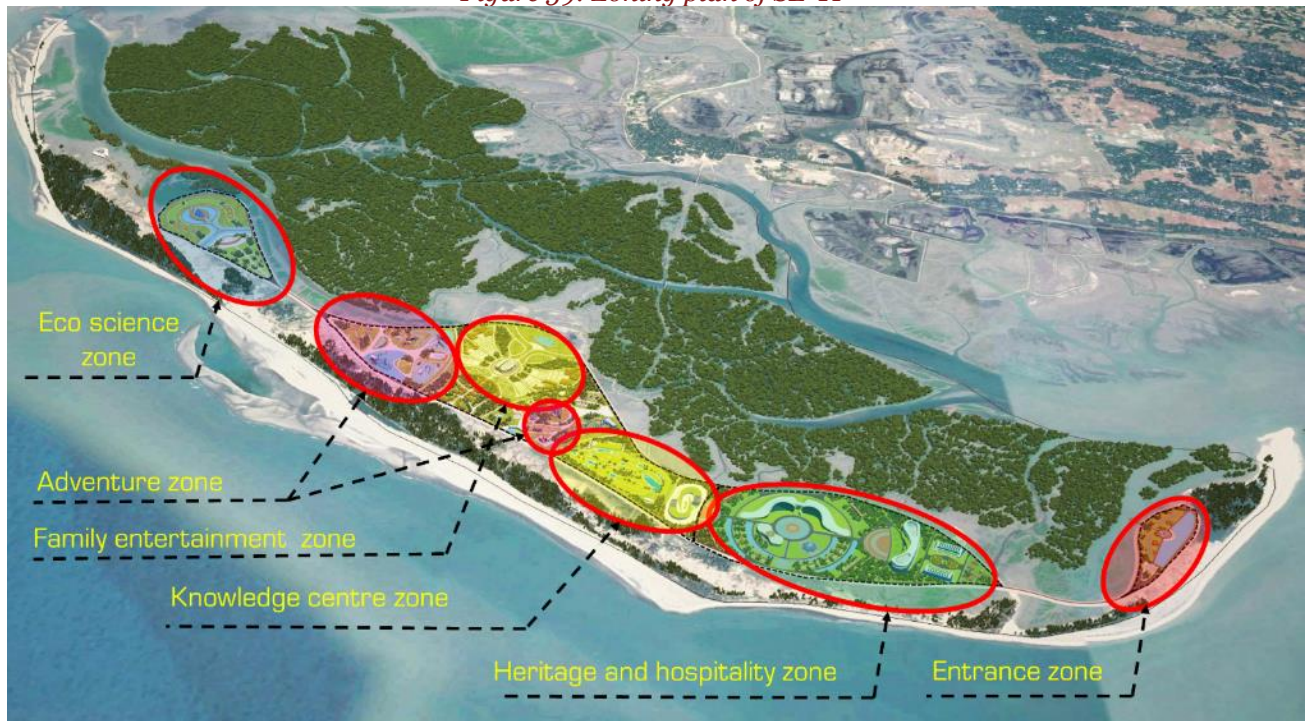 Eco science
zone
Adventure zone
Family entertainment zone
Knowledge centre zone
Heritage and hospitality zone
Entrance zone